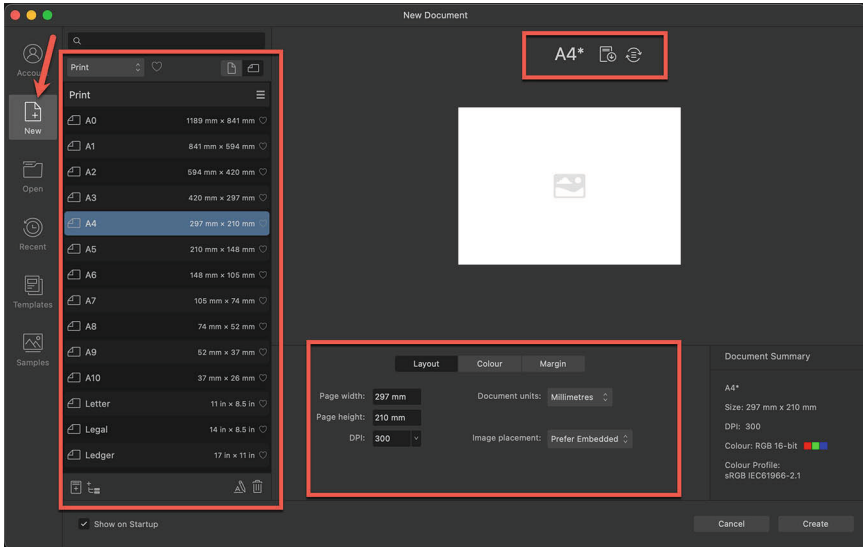 New Document
Account
New
Open
Recent
Templates
Samples
Print
Print
A0 1189 mm × 841 mm
A1 841 mm × 594 mm
A2 594 mm × 420 mm
A3 420 mm × 297 mm
A4 297 mm × 210 mm
A5 210 mm × 148 mm
A6 148 mm × 105 mm
A7 105 mm × 74 mm
A8 74 mm × 52 mm
A9 52 mm × 37 mm
A10 37 mm × 26 mm
Letter 11 in × 8.5 in
Legal 14 in × 8.5 in
Ledger 17 in × 11 in
Show on Startup
A4*
Layout Colour Margin
Page width: 297 mm Document units: Millimetres
Page height: 210 mm
DPI: 300 Image placement: Prefer Embedded
Document Summary
A4*
Size: 297 mm x 210 mm
DPI: 300
Colour: RGB 16-bit
Colour Profile:
sRGB IEC61966-2.1
Cancel Create